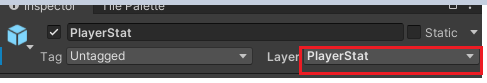 Inspector Tile Palette
PlayerStat Static
Tag Untagged Layer PlayerStat